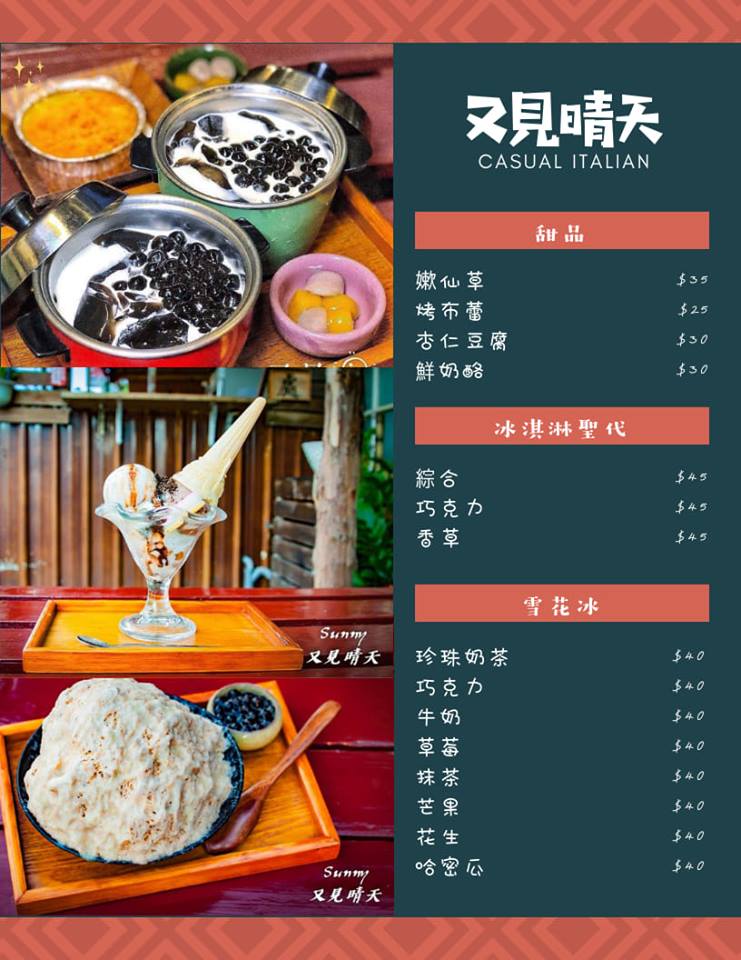 又見晴天
CASUAL ITALIAN
甜品
嫩仙草 $35
烤布蕾 $25
杏仁豆腐 $30
鮮奶酪 $30
冰淇淋聖代
綜合 $45
巧克力 $45
香草 $45
雪花冰
珍珠奶茶 $40
巧克力 $40
牛奶 $40
草莓 $40
抹茶 $40
芒果 $40
花生 $40
哈密瓜 $40
Sunny
又見晴天
Sunny
又見晴天